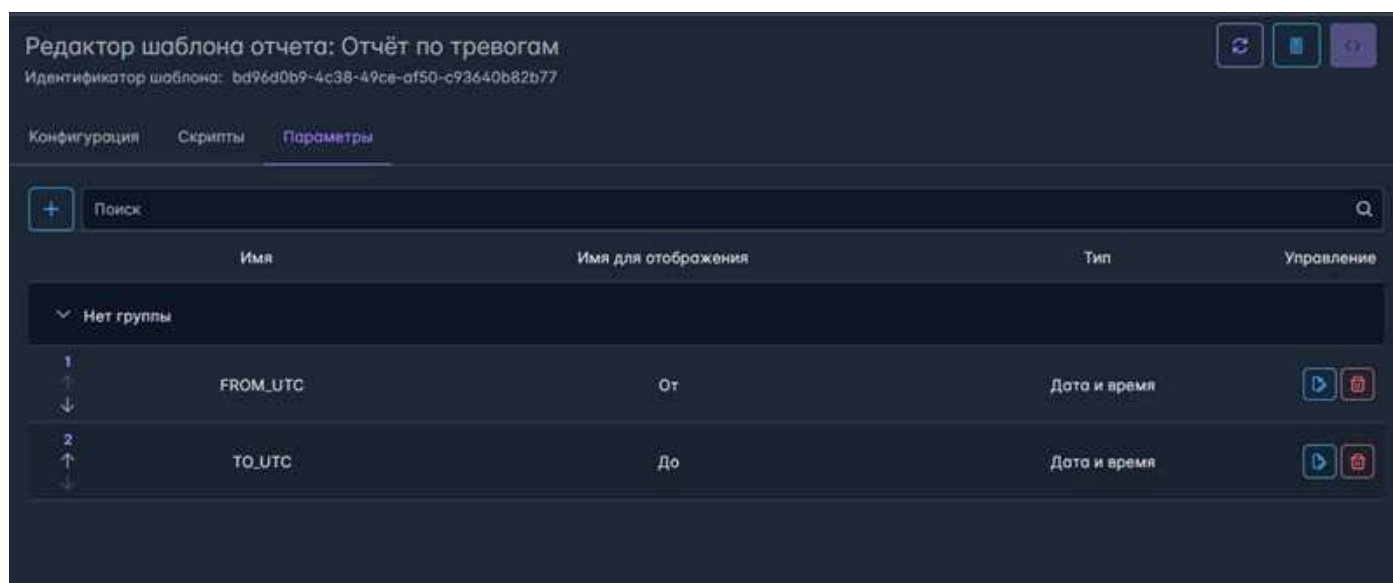 Редактор шаблона отчета: Отчёт по тревогам
Идентификатор шаблона: bd96d0b9-4c38-49ce-af50-c93640b82b77
Конфигурация Скрипты Параметры
Поиск
Имя Имя для отображения Тип Управление
Нет группы
1
FROM_UTC От Дата и время
2
TO_UTC До Дата и время